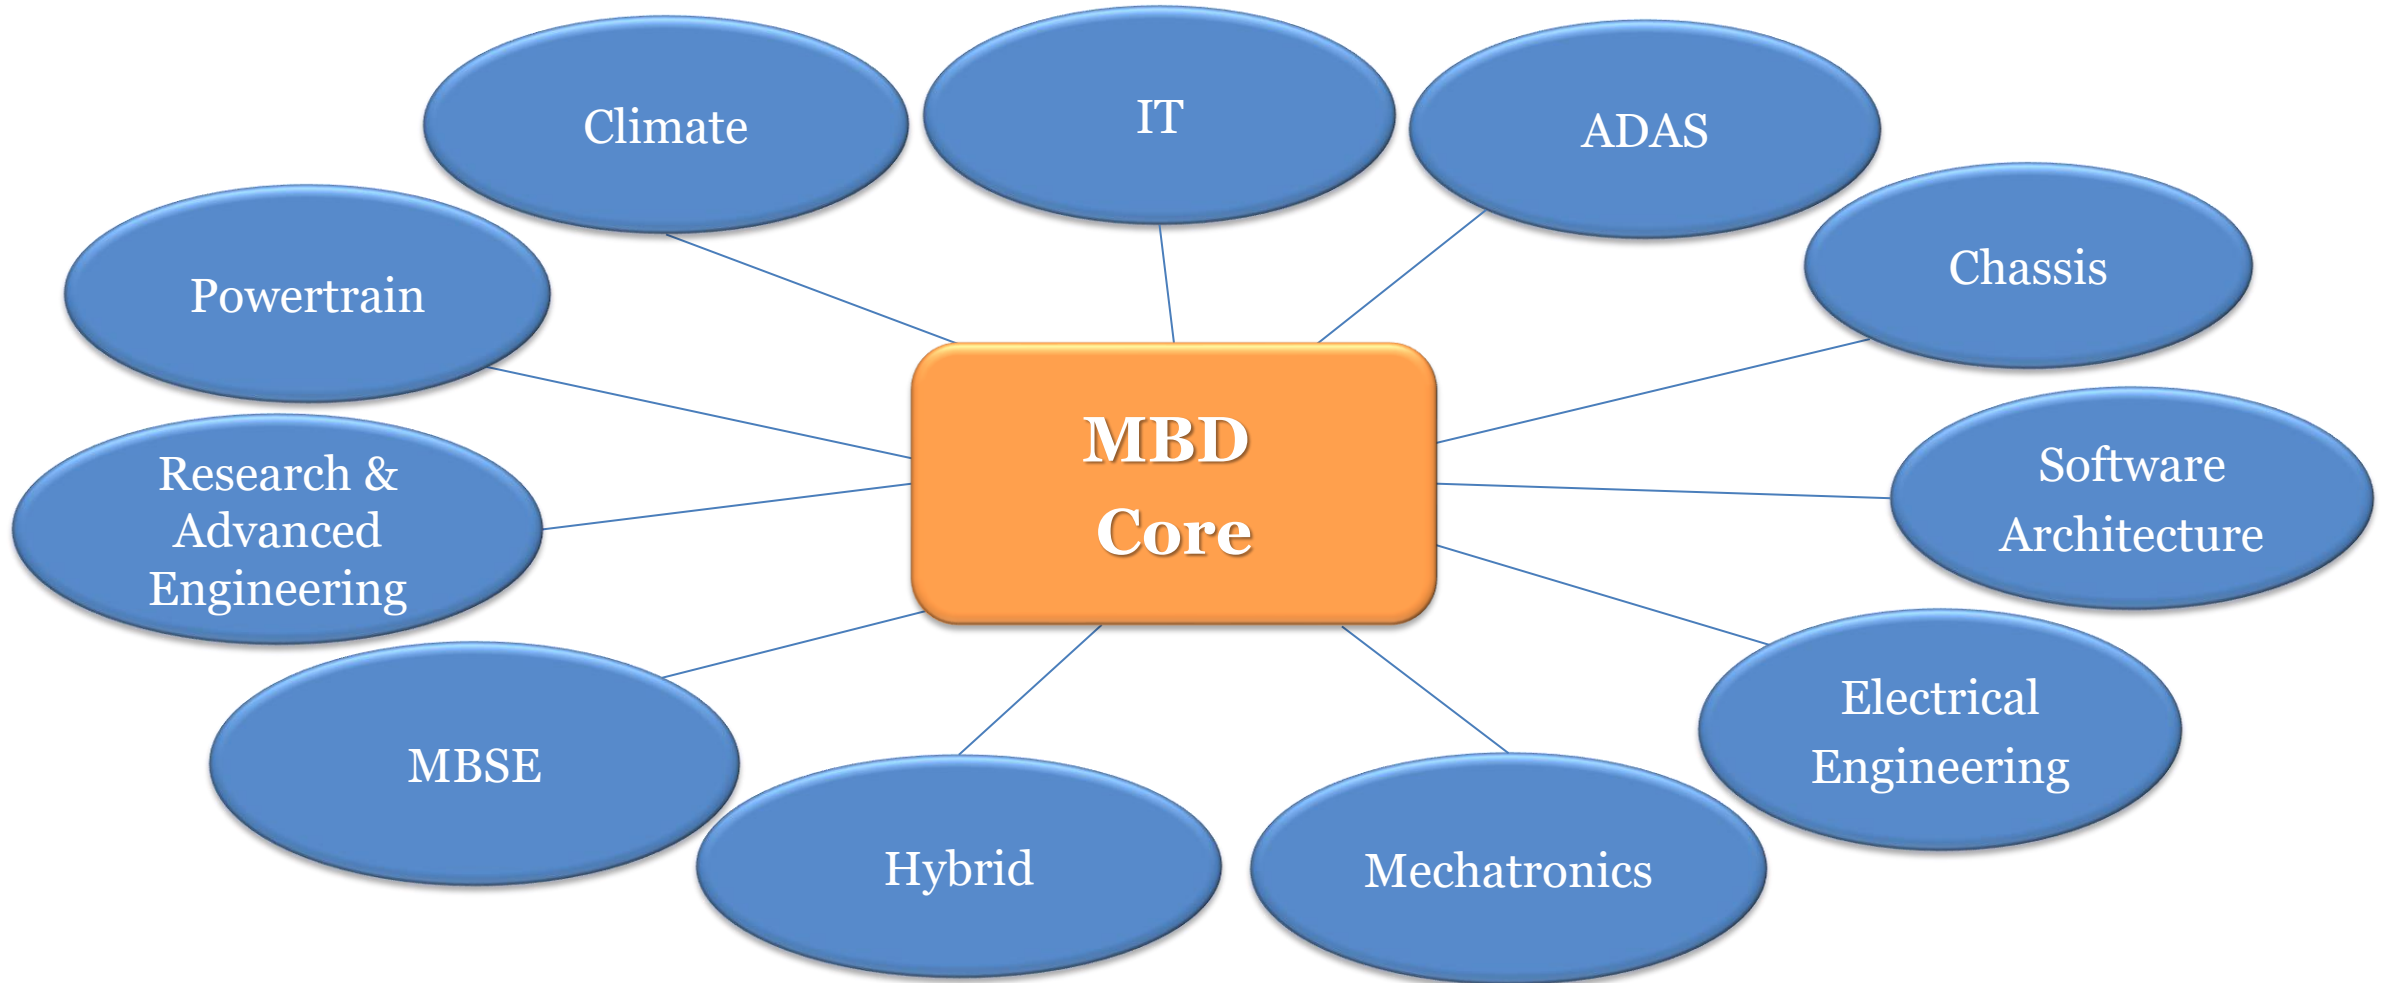 Climate
IT
ADAS
Powertrain
Chassis
MBD
Core
Research &
Advanced
Engineering
Software
Architecture
Electrical
Engineering
MBSE
Hybrid
Mechatronics